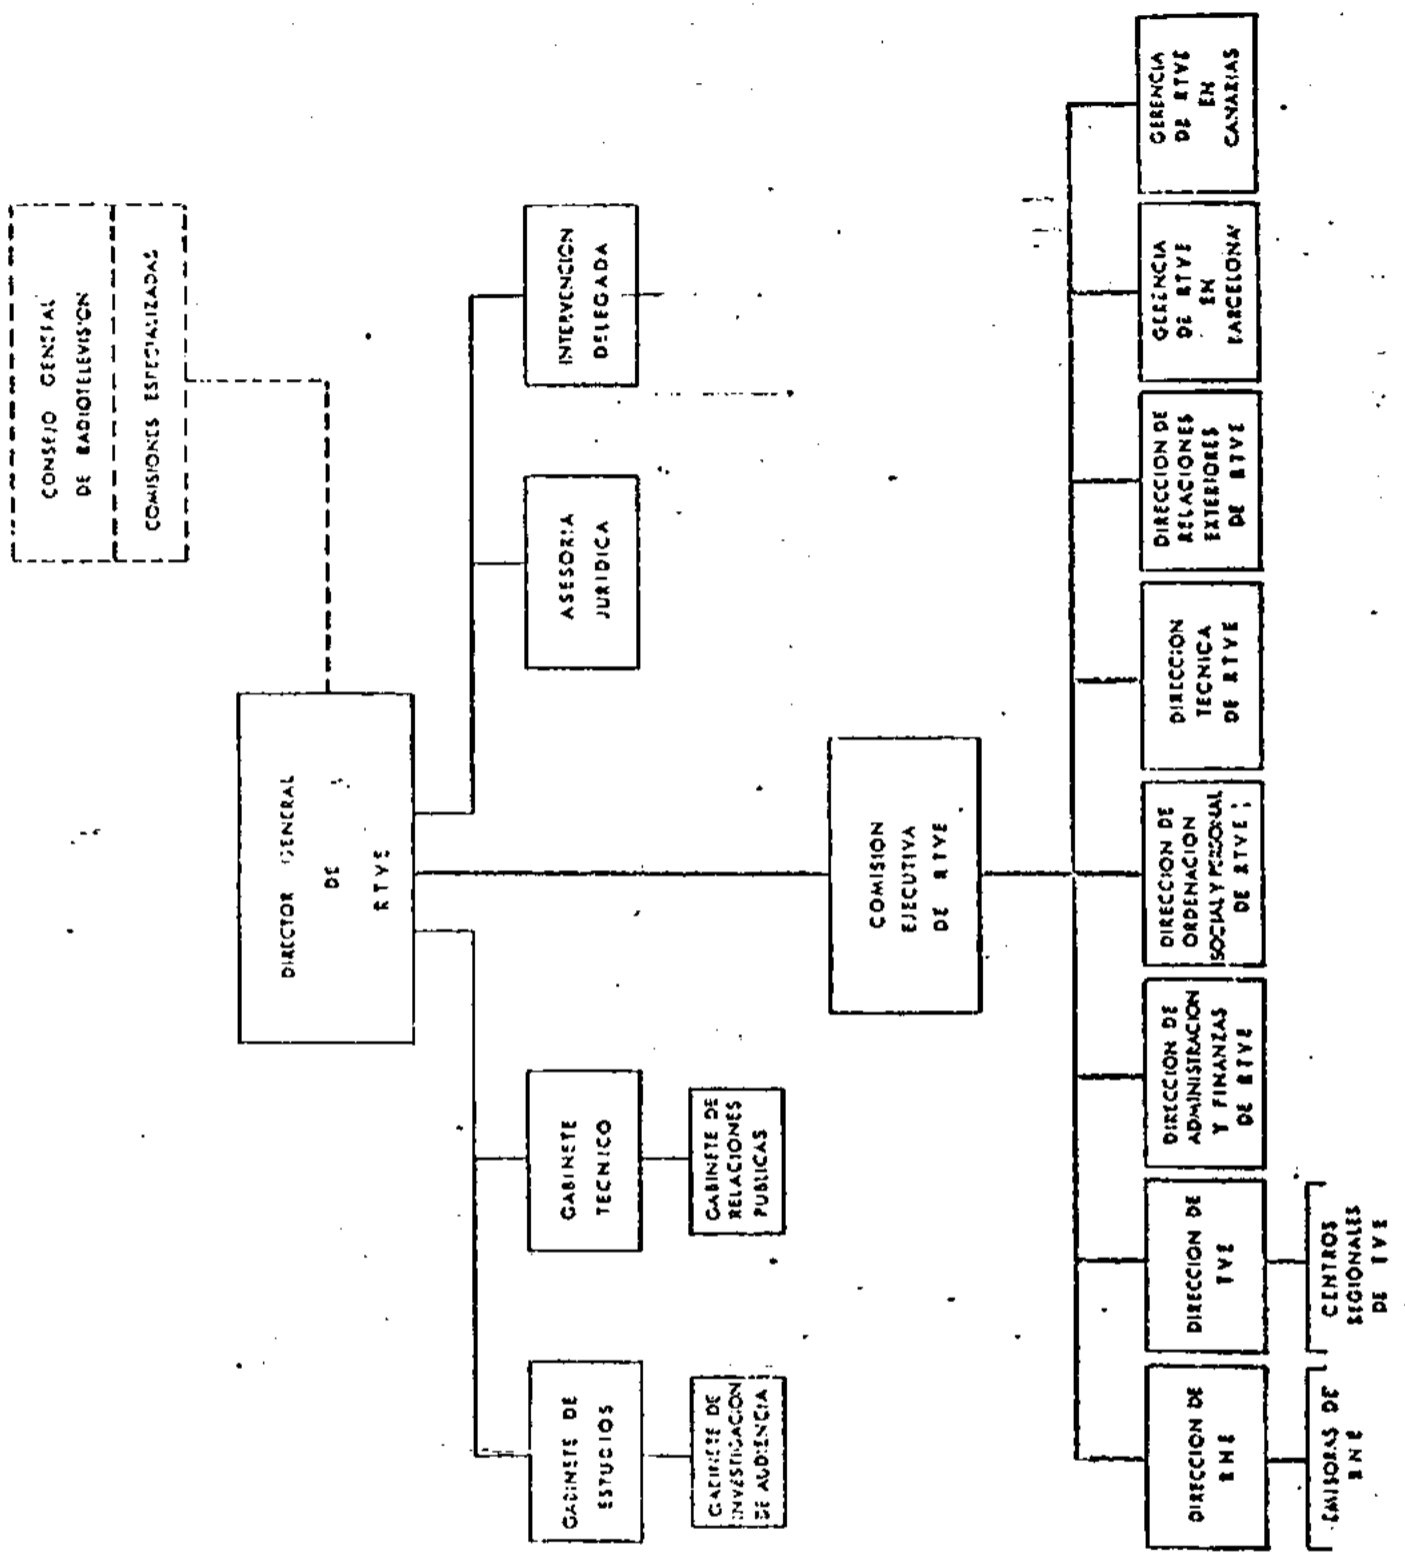 CONSEJO GENERAL
DE RADIOTELEVISION
COMISIONES ESPECIALIZADAS
DIRECTOR GENERAL
DE
RTVE
GABINETE DE
ESTUDIOS
GABINETE
TECNICO
ASESORIA
JURIDICA
INTERVENCION
DELEGADA
GABINETE DE
INVESTIGACION
DE AUDIENCIA
GABINETE DE
RELACIONES
PUBLICAS
COMISION
EJECUTIVA
DE RTVE
DIRECCION DE
RNE
DIRECCION DE
TVE
DIRECCION DE
ADMINISTRACION
Y FINANZAS
DE RTVE
DIRECCION DE
ORDENACION
SOCIAL Y PERSONAL
DE RTVE
DIRECCION
TECNICA
DE RTVE
DIRECCION DE
RELACIONES
EXTERIORES
DE RTVE
GERENCIA
DE RTVE
EN
BARCELONA
GERENCIA
DE RTVE
EN
CANARIAS
EMISORAS DE
RNE
CENTROS
REGIONALES
DE TVE